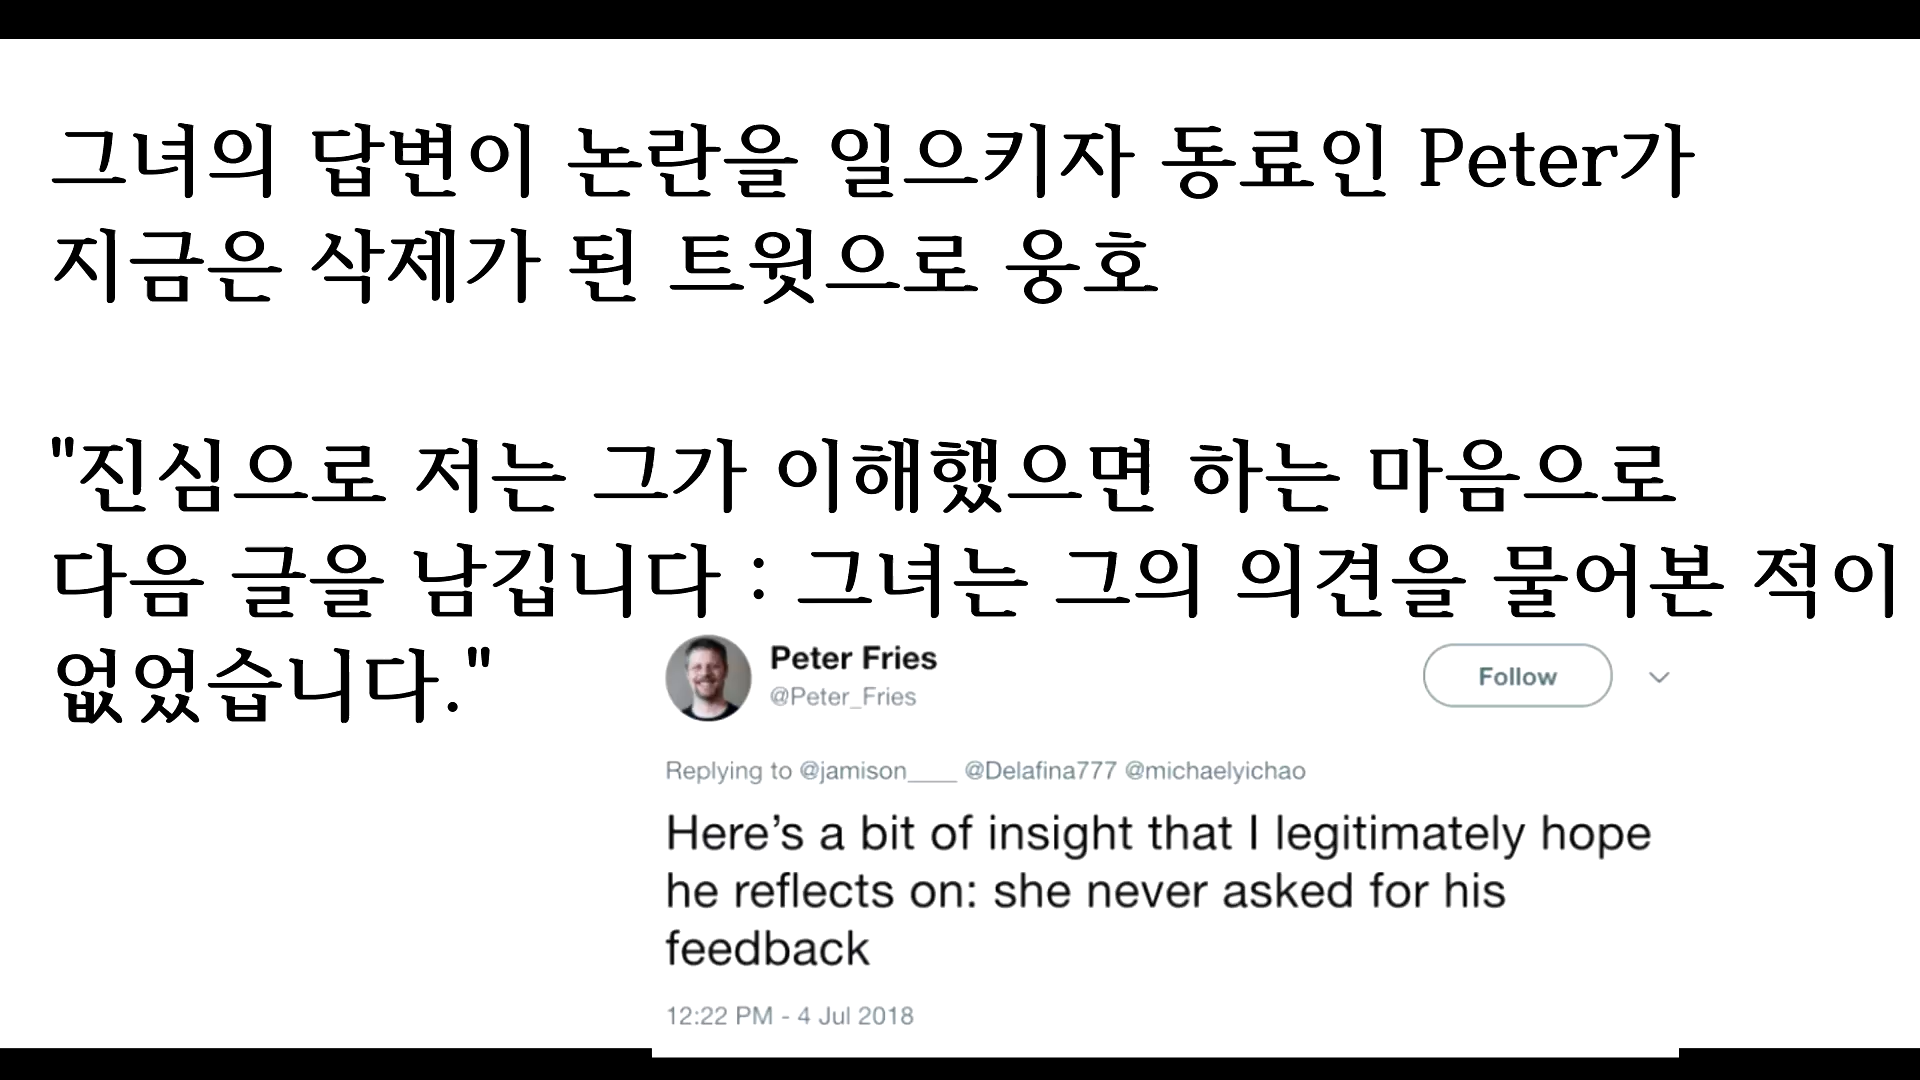 그녀의 답변이 논란을 일으키자 동료인 Peter가
지금은 삭제가 된 트윗으로 웅호
"진심으로 저는 그가 이해했으면 하는 마음으로
다음 글을 남깁니다 : 그녀는 그의 의견을 물어본 적이
없었습니다."
Peter Fries
@Peter_Fries
Follow
Replying to @jamison____ @Delafina777 @michaelyichao
Here’s a bit of insight that I legitimately hope
he reflects on: she never asked for his
feedback
12:22 PM - 4 Jul 2018